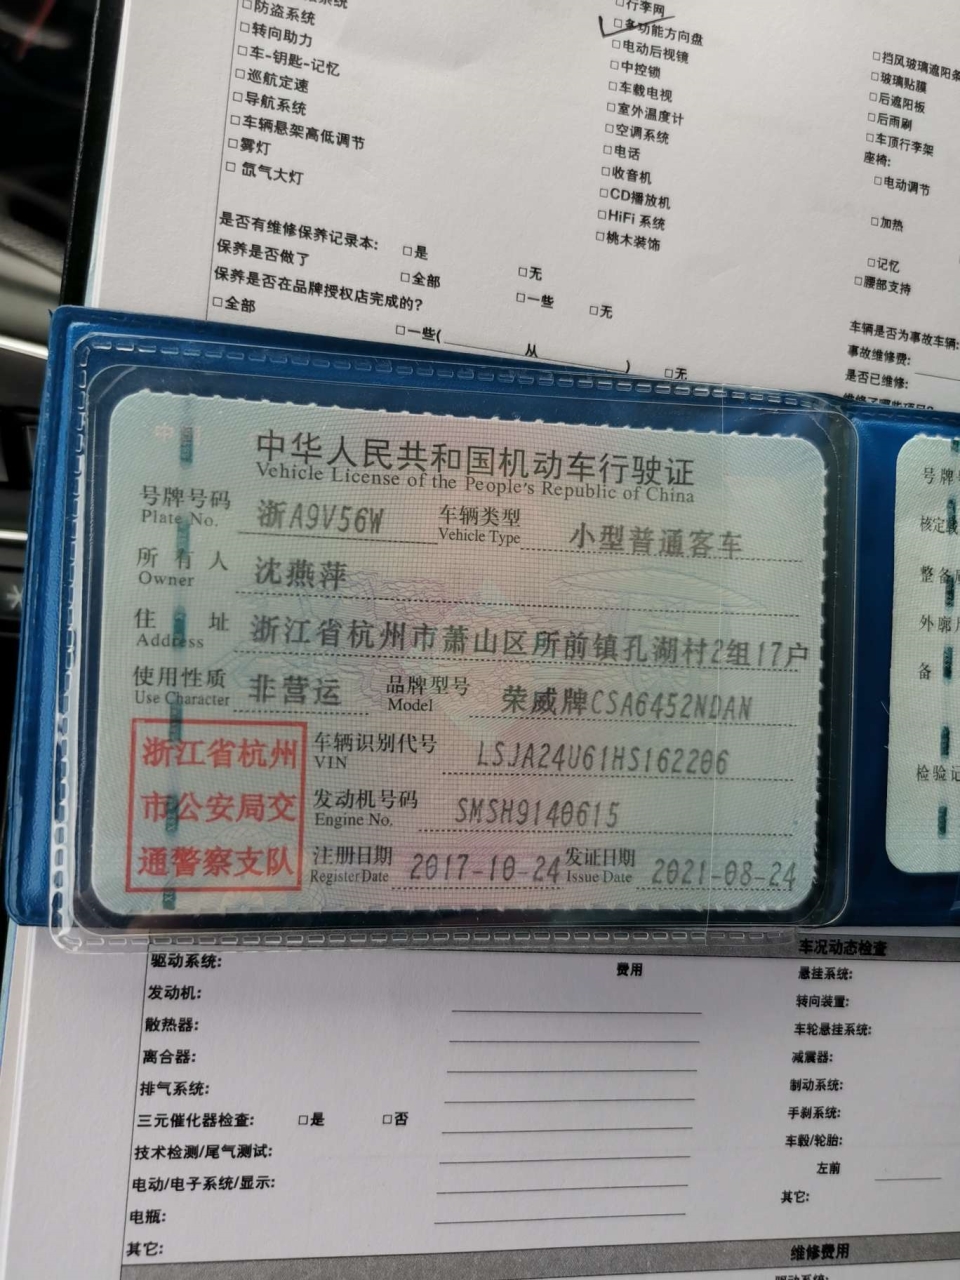 防盗系统
□转向助力
□车-钥匙-记忆
□巡航定速
□导航系统
□车辆悬架高低调节
□雾灯
□ 氙气大灯
是否有维修保养记录本: □是 □无
保养是否做了 □全部 □一些 □无
保养是否在品牌授权店完成的?
□全部 □一些( 从 ) □无
□行李网
□多功能方向盘
□电动后视镜
□中控锁
□车载电视
□室外温度计
□空调系统
□电话
□收音机
□CD播放机
□HiFi 系统
□桃木装饰
□挡风玻璃遮阳条
□玻璃贴膜
□后遮阳板
□后雨刷
□车顶行李架
座椅:
□电动调节
□加热
□记忆
□腰部支持
车辆是否为事故车辆:
事故维修费:
是否已维修:
中华人民共和国机动车行驶证
Vehicle License of the People's Republic of China
号牌号码 浙A9V56W 车辆类型 小型普通客车
Plate No. Vehicle Type
所有人 沈燕萍
Owner
住址 浙江省杭州市萧山区所前镇孔湖村2组17户
Address
使用性质 非营运 品牌型号 荣威牌CSA6452NDAN
Use Character Model
浙江省杭州
市公安局交
通警察支队
车辆识别代号 LSJA24U61HS162206
VIN
发动机号码 SMSH9140615
Engine No.
注册日期 2017-10-24 发证日期 2021-08-24
Register Date Issue Date
号牌
核定
整备
外廓
备
检验记
费用
驱动系统:
发动机:
散热器:
离合器:
排气系统:
三元催化器检查: □是 □否
技术检测/尾气测试:
电动/电子系统/显示:
电瓶:
其它:
车况动态检查
悬挂系统:
转向装置:
车轮悬挂系统:
减震器:
制动系统:
手刹系统:
车毂/轮胎:
左前
其它:
维修费用